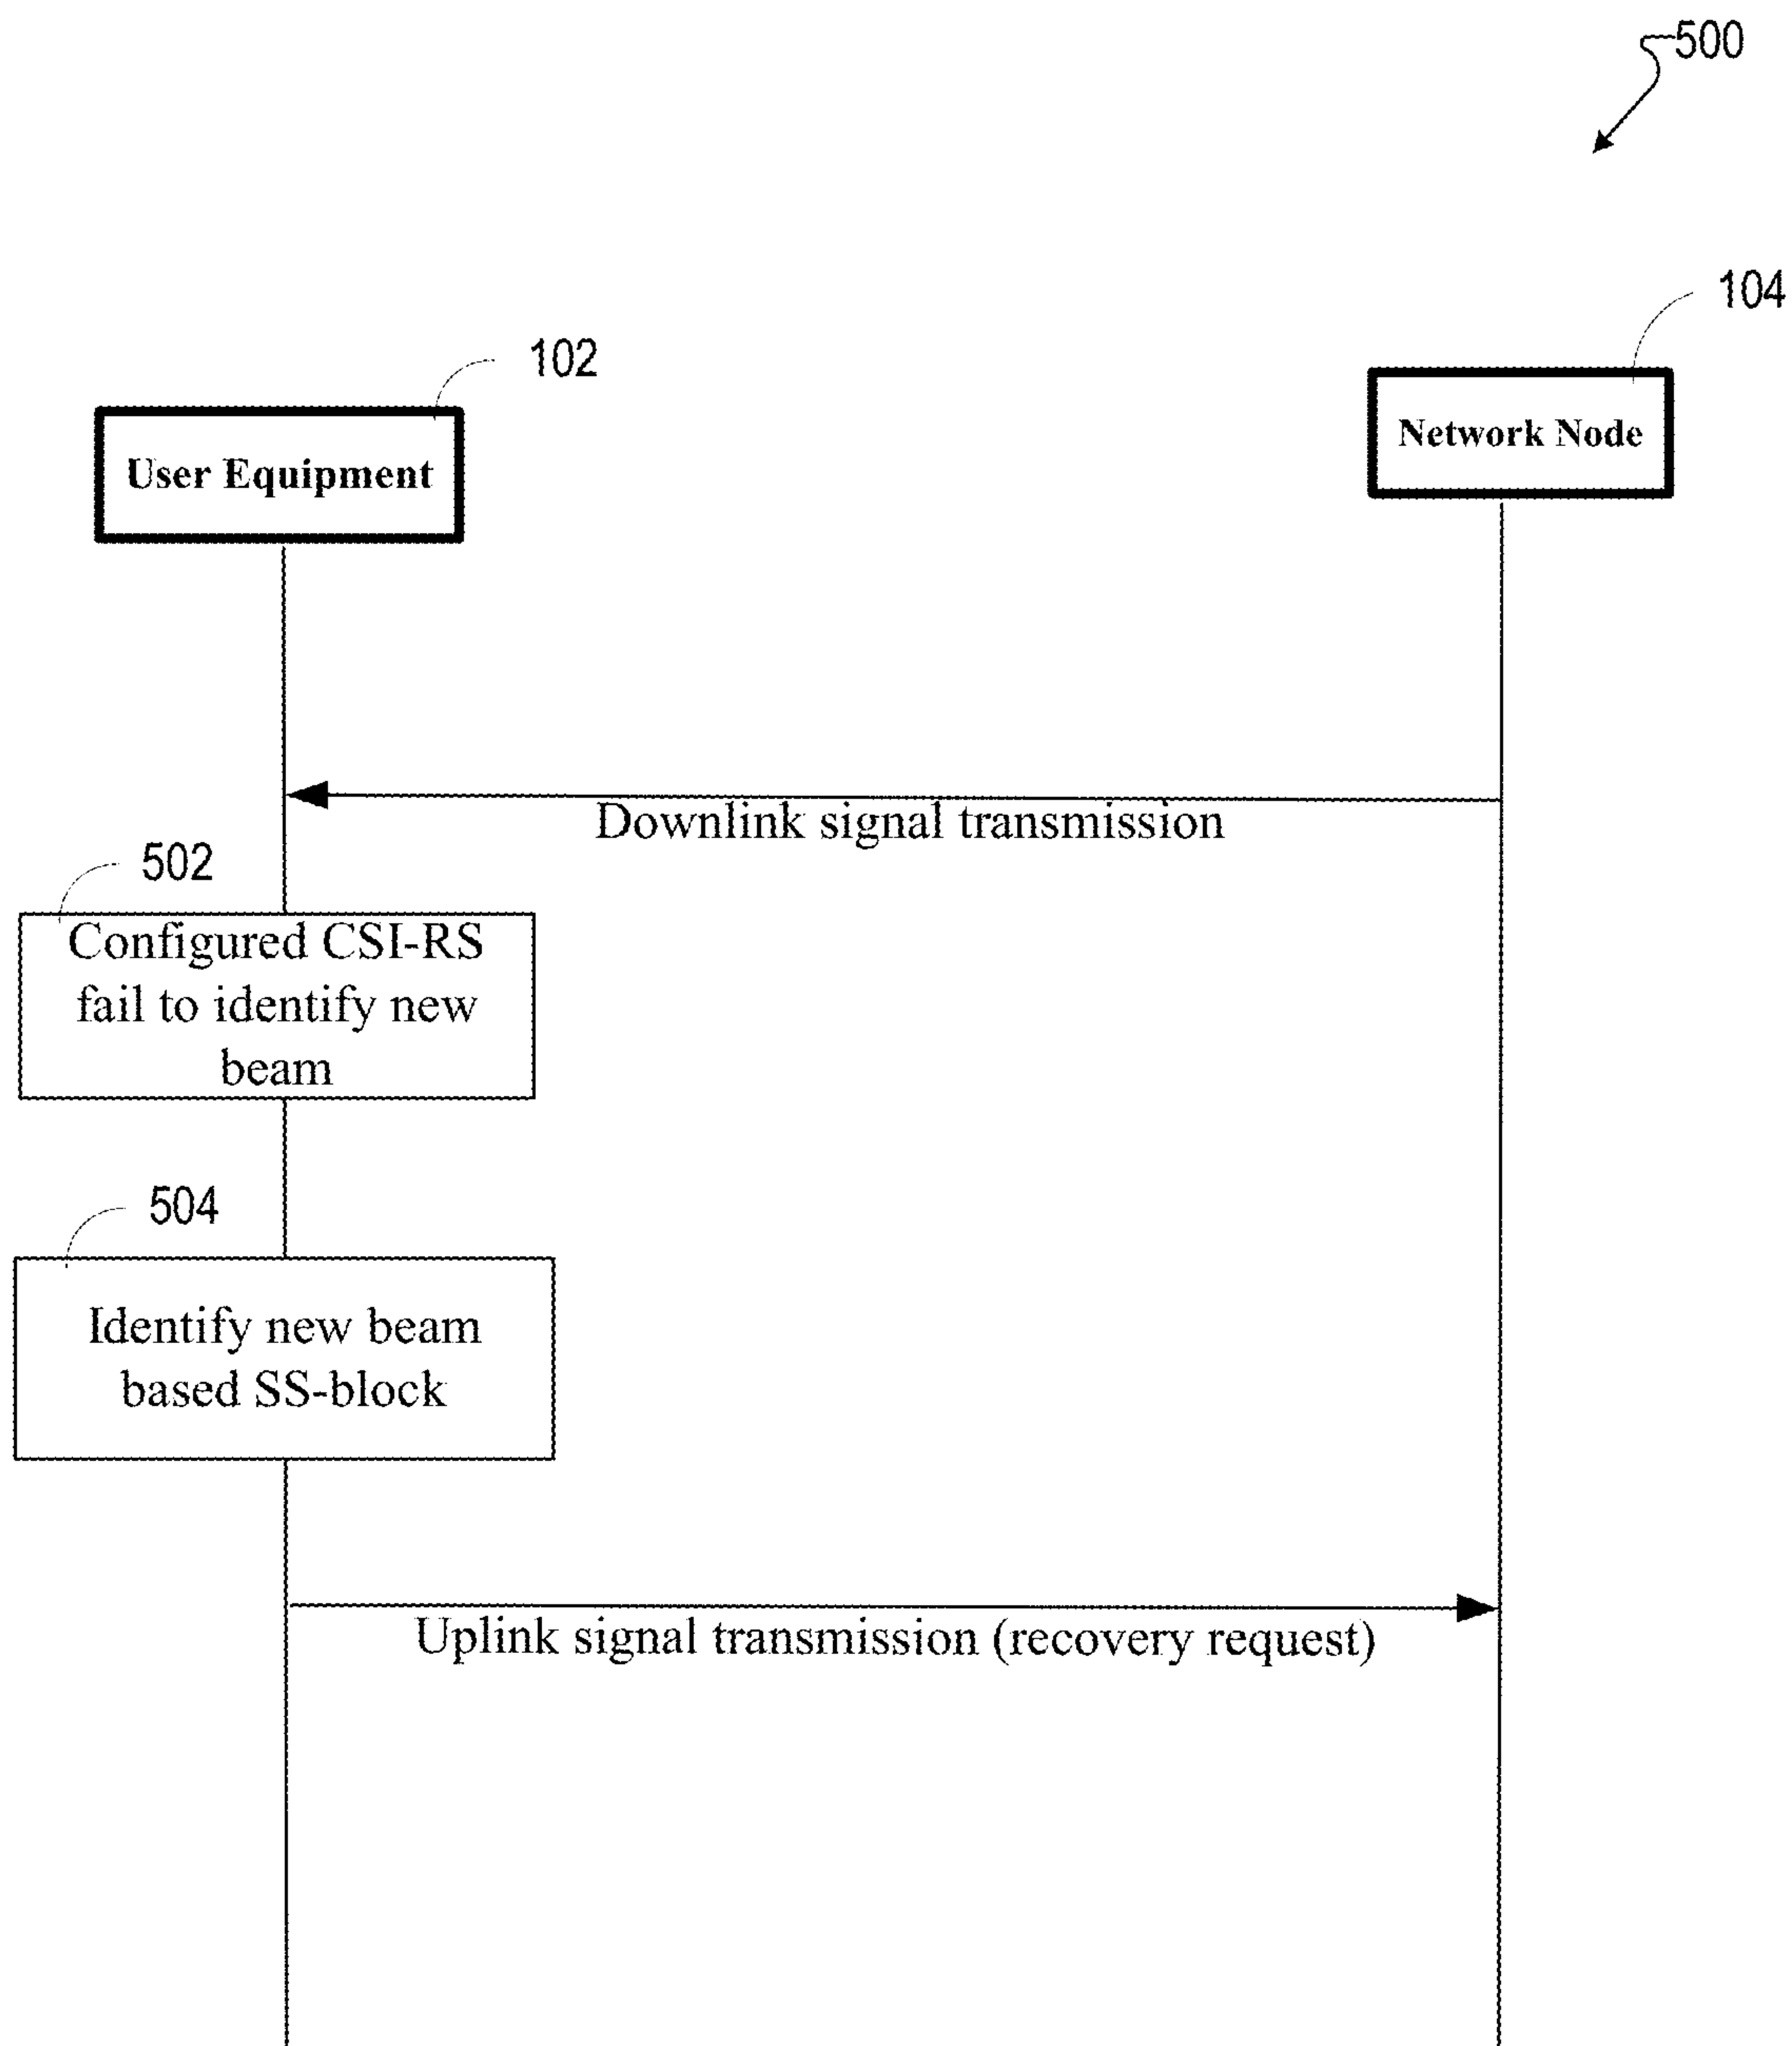 500
104
102
Network Node
User Equipment
Downlink signal transmission
502
Configured CSI-RS
fail to identify new
beam
504
Identify new beam
based SS-block
Uplink signal transmission (recovery request)